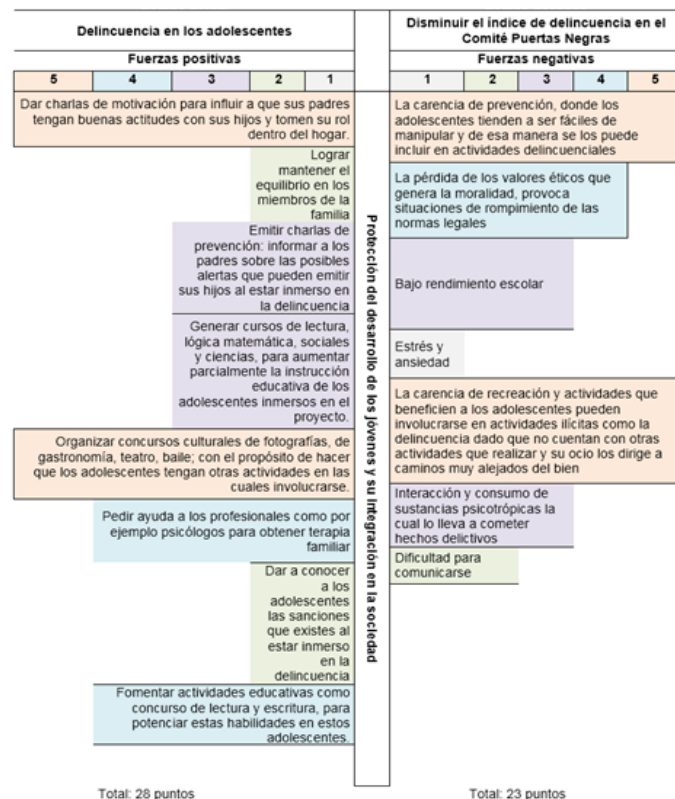 Delincuencia en los adolescentes
Disminuir el índice de delincuencia en el
Comité Puertas Negras
Fuerzas positivas
Fuerzas negativas
5 4 3 2 1
1 2 3 4 5
Dar charlas de motivación para influir a que sus padres
tengan buenas actitudes con sus hijos y tomen su rol
dentro del hogar.
Lograr
mantener el
equilibrio en los
miembros de la
familia
Emitir charlas de
prevención: informar a los
padres sobre las posibles
alertas que pueden emitir
sus hijos al estar inmerso en
la delincuencia
Generar cursos de lectura,
lógica matemática, sociales
y ciencias, para aumentar
parcialmente la instrucción
educativa de los
adolescentes inmersos en el
proyecto.
Organizar concursos culturales de fotografías, de
gastronomía, teatro, baile; con el propósito de hacer
que los adolescentes tengan otras actividades en las
cuales involucrarse.
Pedir ayuda a los profesionales como por
ejemplo psicólogos para obtener terapia
familiar
Dar a conocer
a los
adolescentes
las sanciones
que existes al
estar inmerso
en la
delincuencia
Fomentar actividades educativas como
concurso de lectura y escritura, para
potenciar estas habilidades en estos
adolescentes.
Protección del desarrollo de los jóvenes y su integración en la sociedad
La carencia de prevención, donde los
adolescentes tienden a ser fáciles de
manipular y de esa manera se los puede
incluir en actividades delincuenciales
La pérdida de los valores éticos que
genera la moralidad, provoca
situaciones de rompimiento de las
normas legales
Bajo rendimiento escolar
Estrés y
ansiedad
La carencia de recreación y actividades que
beneficien a los adolescentes pueden
involucrarse en actividades ilícitas como la
delincuencia dado que no cuentan con otras
actividades que realizar y su ocio los dirige a
caminos muy alejados del bien
Interacción y consumo de
sustancias psicotrópicas la
cual lo lleva a cometer
hechos delictivos
Dificultad para
comunicarse
Total: 28 puntos
Total: 23 puntos